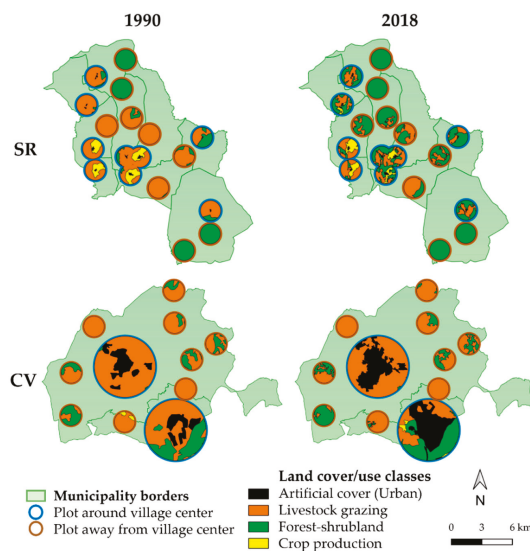 1990 2018
SR
CV
Land cover/use classes
Municipality borders
Plot around village center
Plot away from village center
Artificial cover (Urban)
Livestock grazing
Forest-shrubland
Crop production
N
0 3 6 km